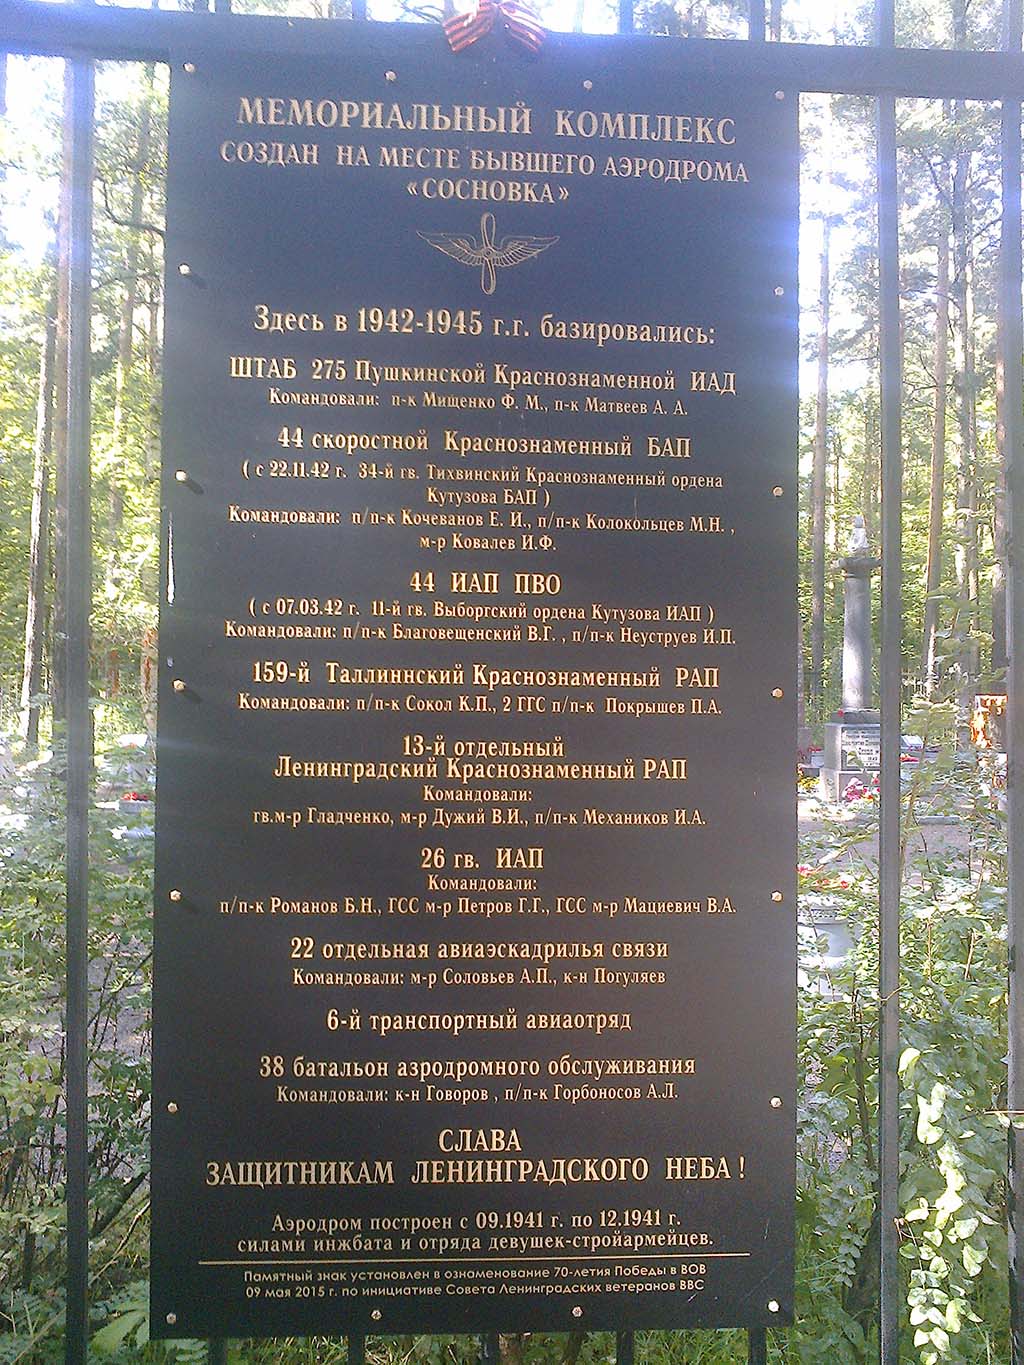 МЕМОРИАЛЬНЫЙ КОМПЛЕКС
СОЗДАН НА МЕСТЕ БЫВШЕГО АЭРОДРОМА
«СОСНОВКА»
Здесь в 1942-1945 г.г. базировались:
ШТАБ 275 Пушкинской Краснознаменной ИАД
Командовали: п-к Мищенко Ф. М., п-к Матвеев А. А.
44 скоростной Краснознаменный БАП
( с 22.11.42 г. 34-й гв. Тихвинский Краснознаменный ордена
Кутузова БАП )
Командовали: п/п-к Кочеванов Е. И., п/п-к Колокольцев М.Н. ,
м-р Ковалев И.Ф.
44 ИАП ПВО
( с 07.03.42 г. 11-й гв. Выборгский ордена Кутузова ИАП )
Командовали: п/п-к Благовещенский В.Г. , п/п-к Неуструев И.П.
159-й Таллиннский Краснознаменный РАП
Командовали: п/п-к Сокол К.П., 2 ГГС п/п-к Покрышев П.А.
13-й отдельный
Ленинградский Краснознаменный РАП
Командовали:
гв.м-р Гладченко, м-р Дужий В.И., п/п-к Механиков И.А.
26 гв. ИАП
Командовали:
п/п-к Романов Б.Н., ГСС м-р Петров Г.Г., ГСС м-р Мациевич В.А.
22 отдельная авиаэскадрилья связи
Командовали: м-р Соловьев А.П., к-н Погуляев
6-й транспортный авиаотряд
38 батальон аэродромного обслуживания
Командовали: к-н Говоров , п/п-к Горбоносов А.Л.
СЛАВА
ЗАЩИТНИКАМ ЛЕНИНГРАДСКОГО НЕБА !
Аэродром построен с 09.1941 г. по 12.1941 г.
силами инжбата и отряда девушек-стройармейцев.
Памятный знак установлен в ознаменование 70-летия Победы в ВОВ
09 мая 2015 г. по инициативе Совета Ленинградских ветеранов ВВС